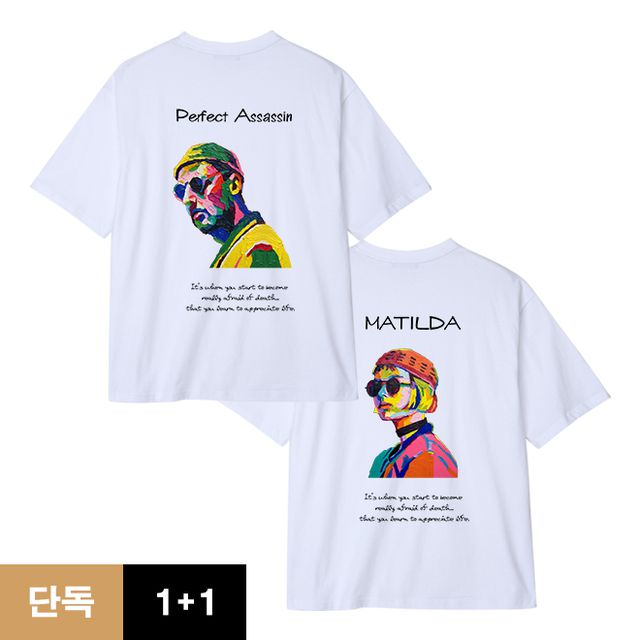 Perfect Assassin
It's when you start to become
really afraid of death...
that you learn to appreciate life.
MATILDA
It's when you start to become
really afraid of death...
that you learn to appreciate life.
단독
1+1